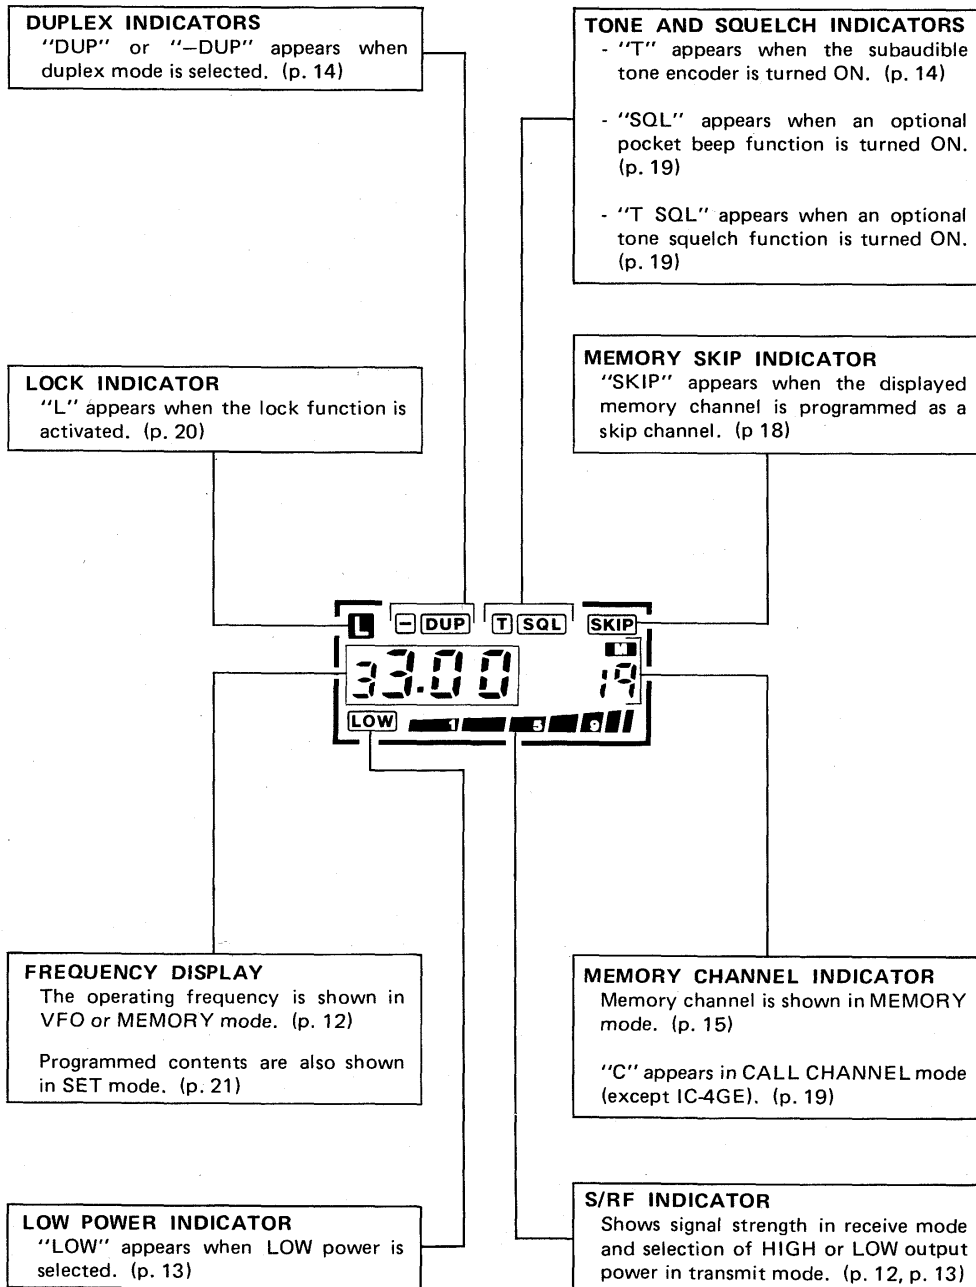 DUPLEX INDICATORS
"DUP" or "–DUP" appears when
duplex mode is selected. (p. 14)
TONE AND SQUELCH INDICATORS
- "T" appears when the subaudible
tone encoder is turned ON. (p. 14)
- "SQL" appears when an optional
pocket beep function is turned ON.
(p. 19)
- "T SQL" appears when an optional
tone squelch function is turned ON.
(p. 19)
LOCK INDICATOR
"L" appears when the lock function is
activated. (p. 20)
MEMORY SKIP INDICATOR
"SKIP" appears when the displayed
memory channel is programmed as a
skip channel. (p 18)
L – DUP T SQL SKIP
M
33.00 19
LOW 1 5 9
FREQUENCY DISPLAY
The operating frequency is shown in
VFO or MEMORY mode. (p. 12)
Programmed contents are also shown
in SET mode. (p. 21)
MEMORY CHANNEL INDICATOR
Memory channel is shown in MEMORY
mode. (p. 15)
"C" appears in CALL CHANNEL mode
(except IC-4GE). (p. 19)
LOW POWER INDICATOR
"LOW" appears when LOW power is
selected. (p. 13)
S/RF INDICATOR
Shows signal strength in receive mode
and selection of HIGH or LOW output
power in transmit mode. (p. 12, p. 13)